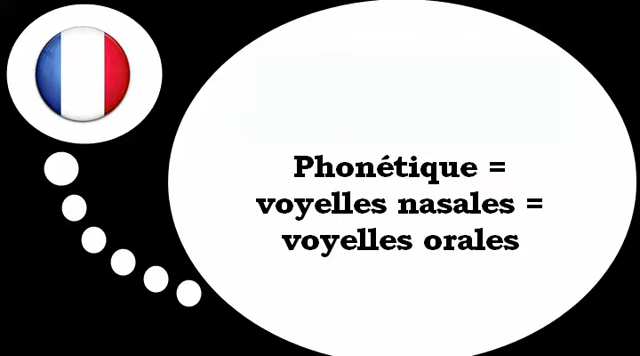 Phonétique =
voyelles nasales =
voyelles orales